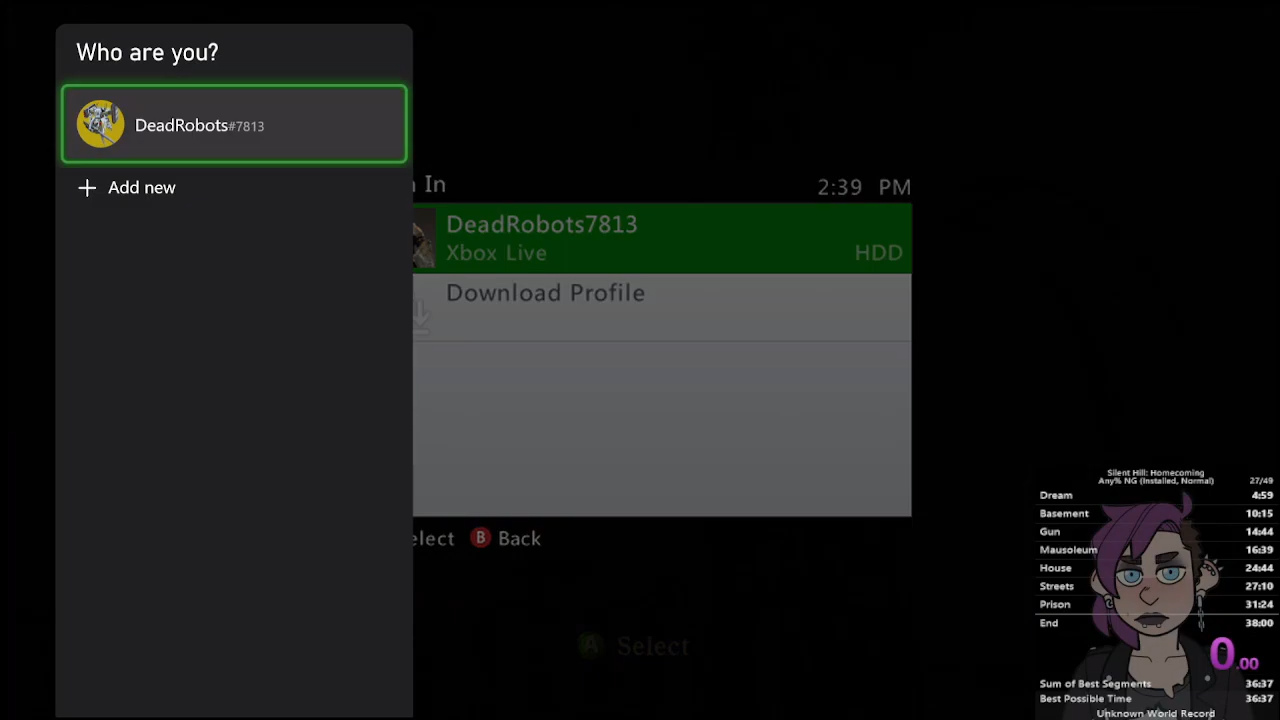 Who are you?
DeadRobots#7813
Add new
In
2:39 PM
DeadRobots7813
Xbox Live
HDD
Download Profile
elect
B Back
A Select
Silent Hill: Homecoming
Any% NG (Installed, Normal)
27/49
Dream 4:59
Basement 10:15
Gun 14:44
Mausoleum 16:39
House 24:44
Streets 27:10
Prison 31:24
End 38:00
0.00
Sum of Best Segments 36:37
Best Possible Time 36:37
Unknown World Record